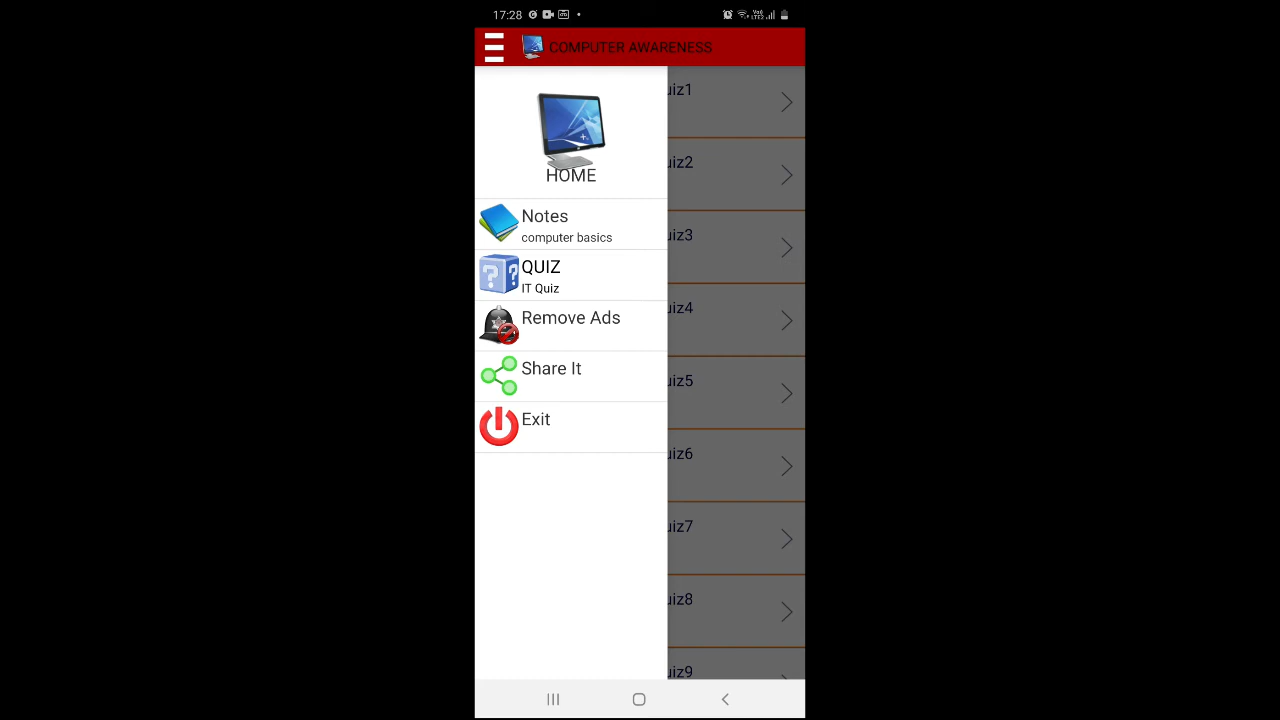 17:28
COMPUTER AWARENESS
HOME
Notes
computer basics
QUIZ
IT Quiz
Remove Ads
Share It
Exit
uiz1
uiz2
uiz3
uiz4
uiz5
uiz6
uiz7
uiz8
uiz9